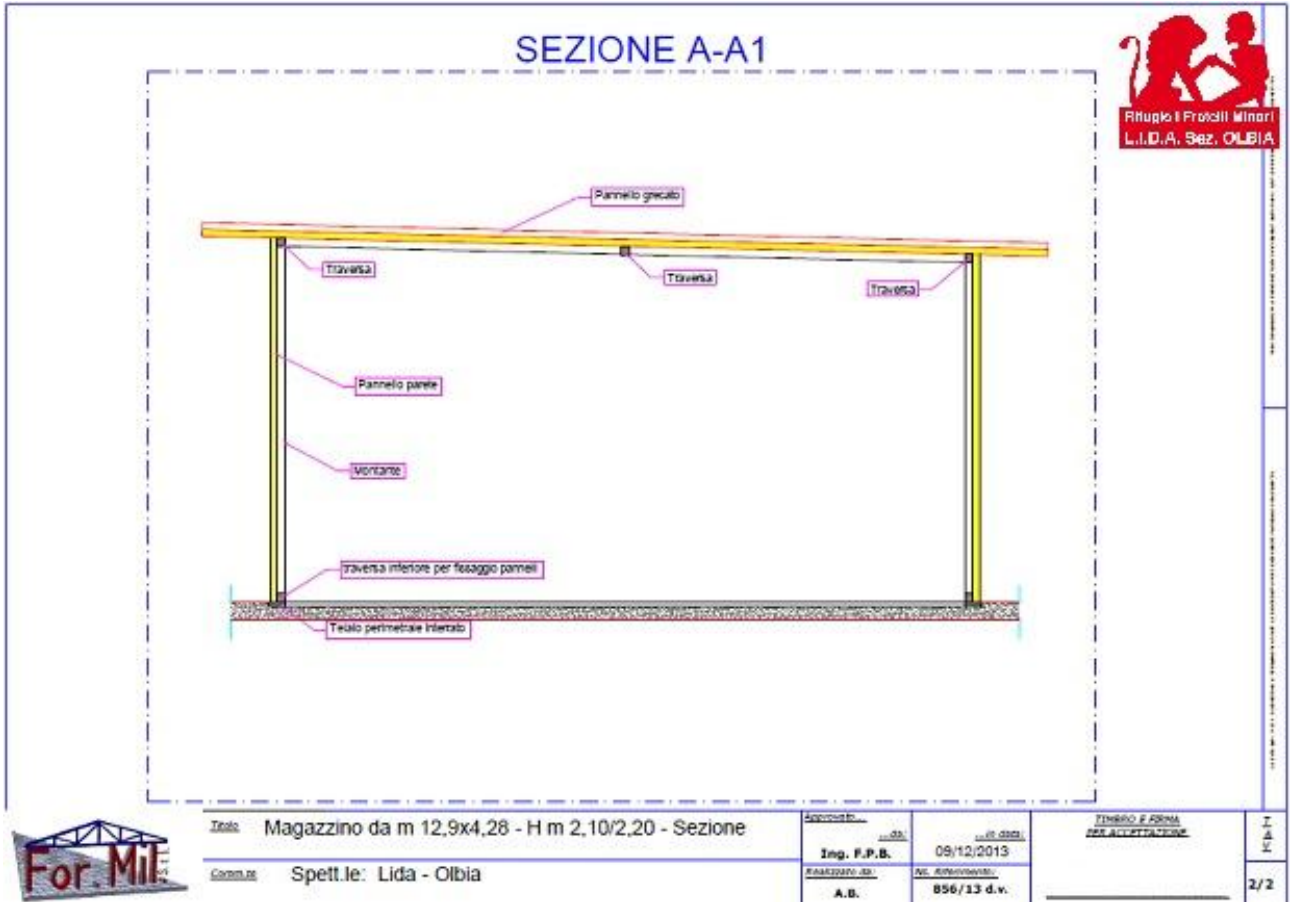 SEZIONE A-A1
Rifugio I Fratelli Minori
L.I.D.A. Sez. OLBIA
Pannello grecato
Traversa
Traversa
Traversa
Pannello parete
Montante
traversa inferiore per fissaggio pannelli
Telaio perimetrale interrato
For. Mil.
Titolo Magazzino da m 12,9x4,28 - H m 2,10/2,20 - Sezione
Comm.te Spett.le: Lida - Olbia
Approvato...
...da:
Ing. F.P.B.
...in data:
09/12/2013
Realizzato da:
A.B.
No. Riferimento:
856/13 d.v.
TIMBRO E FIRMA
PER ACCETTAZIONE
2/2